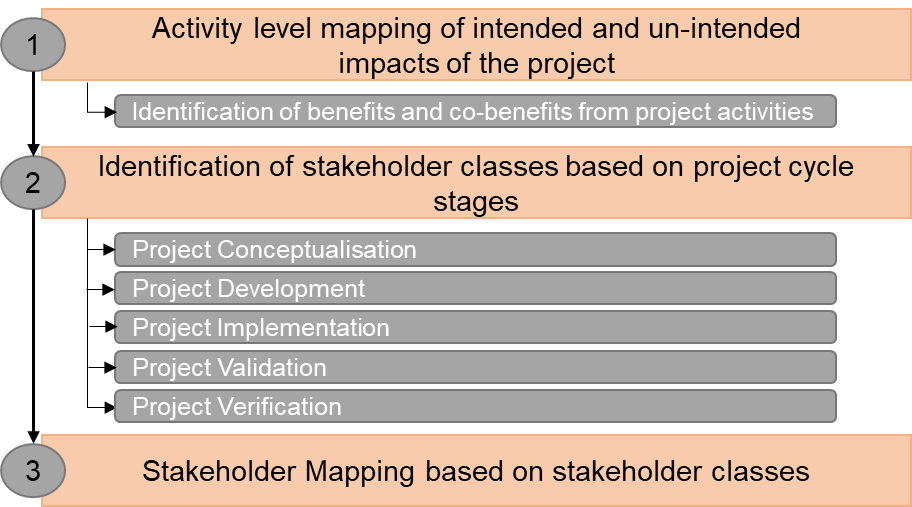 1
Activity level mapping of intended and un-intended
impacts of the project
Identification of benefits and co-benefits from project activities
2
Identification of stakeholder classes based on project cycle
stages
Project Conceptualisation
Project Development
Project Implementation
Project Validation
Project Verification
3
Stakeholder Mapping based on stakeholder classes